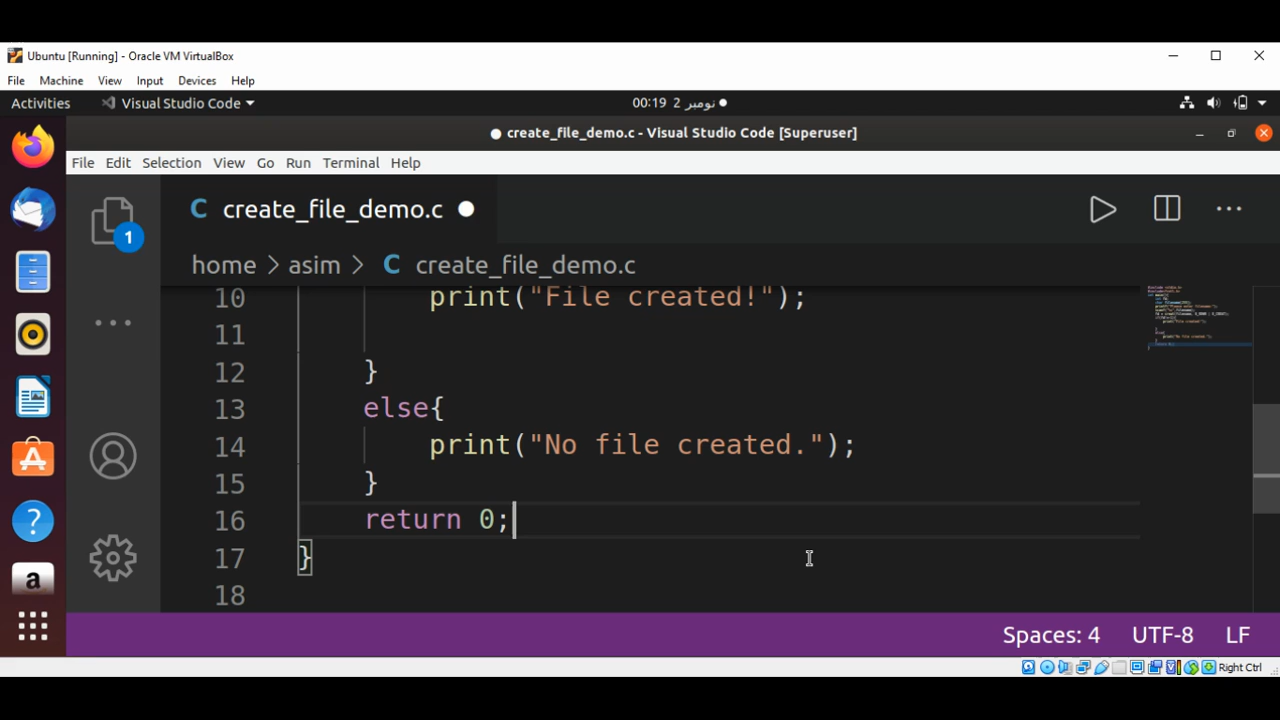 Ubuntu [Running] - Oracle VM VirtualBox
File Machine View Input Devices Help
Activities Visual Studio Code 00:19 2 نومبر
create_file_demo.c - Visual Studio Code [Superuser]
File Edit Selection View Go Run Terminal Help
C create_file_demo.c
1
home > asim > C create_file_demo.c
10 print("File created!");
11
12 }
13 else{
14 print("No file created.");
15 }
16 return 0;
17 }
18
a
Spaces: 4 UTF-8 LF
Right Ctrl